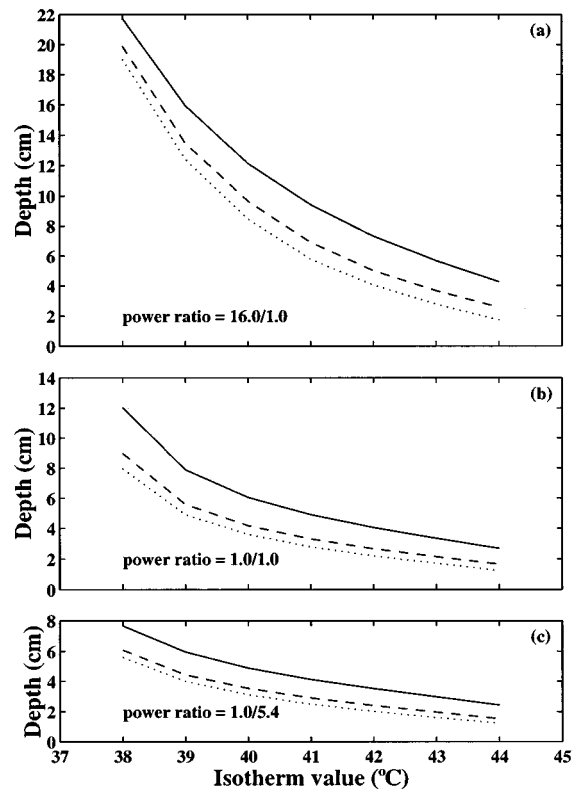 22
20
18
16
14
12
10
8
6
4
2
0
Depth (cm)
(a)
power ratio = 16.0/1.0
14
12
10
8
6
4
2
0
Depth (cm)
(b)
power ratio = 1.0/1.0
8
6
4
2
0
Depth (cm)
(c)
power ratio = 1.0/5.4
37 38 39 40 41 42 43 44 45
Isotherm value (ºC)